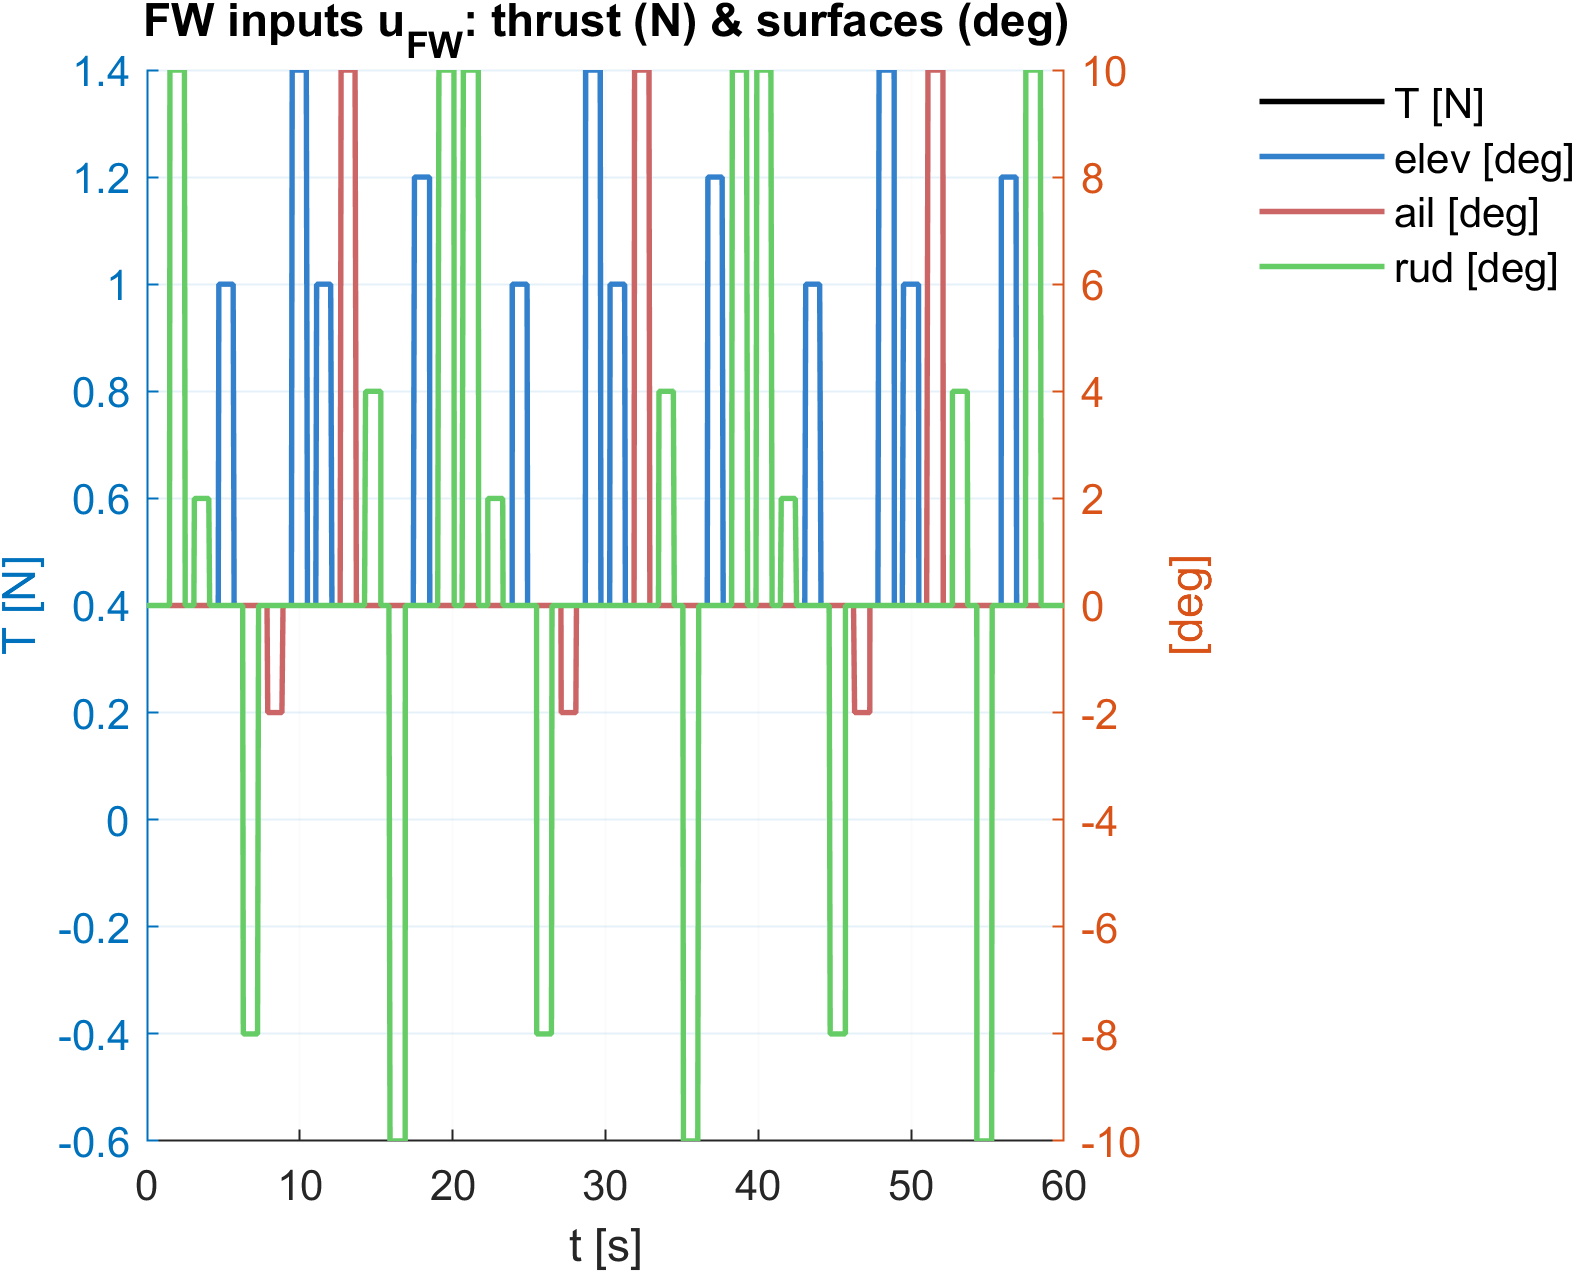 FW inputs u_FW: thrust (N) & surfaces (deg)
1.4
1.2
1
0.8
0.6
0.4
0.2
0
-0.2
-0.4
-0.6
T [N]
10
8
6
4
2
0
-2
-4
-6
-8
-10
[deg]
0 10 20 30 40 50 60
t [s]
T [N]
elev [deg]
ail [deg]
rud [deg]